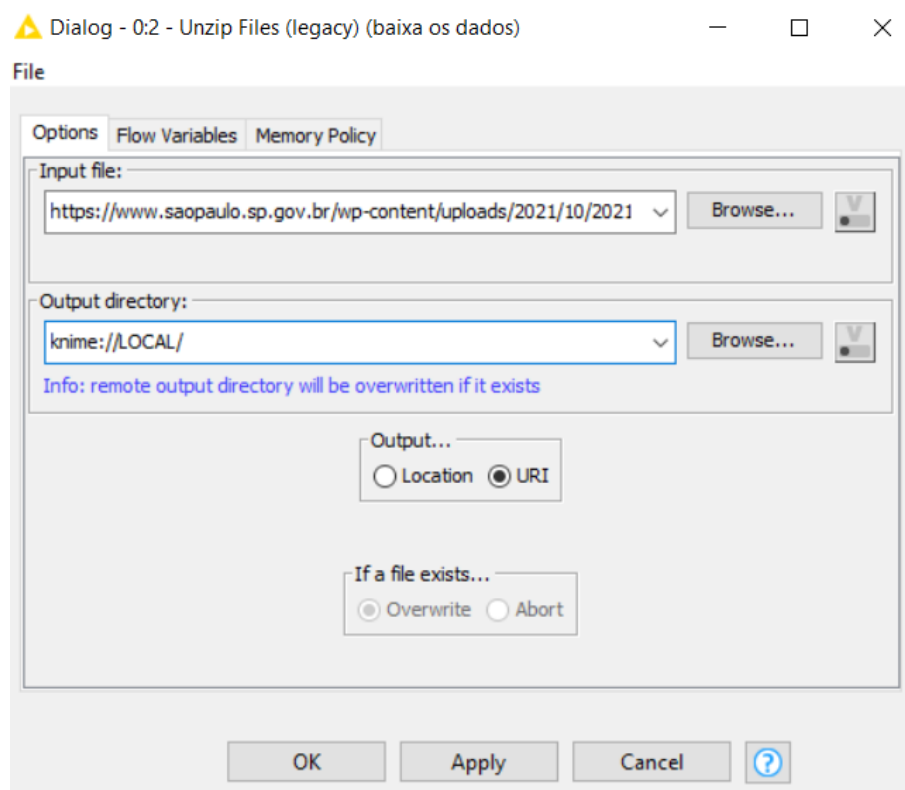 Dialog - 0:2 - Unzip Files (legacy) (baixa os dados)
File
Options Flow Variables Memory Policy
Input file:
https://www.saopaulo.sp.gov.br/wp-content/uploads/2021/10/2021 Browse... V
Output directory:
knime://LOCAL/ Browse... V
Info: remote output directory will be overwritten if it exists
Output...
Location URI
If a file exists...
Overwrite Abort
OK Apply Cancel ?